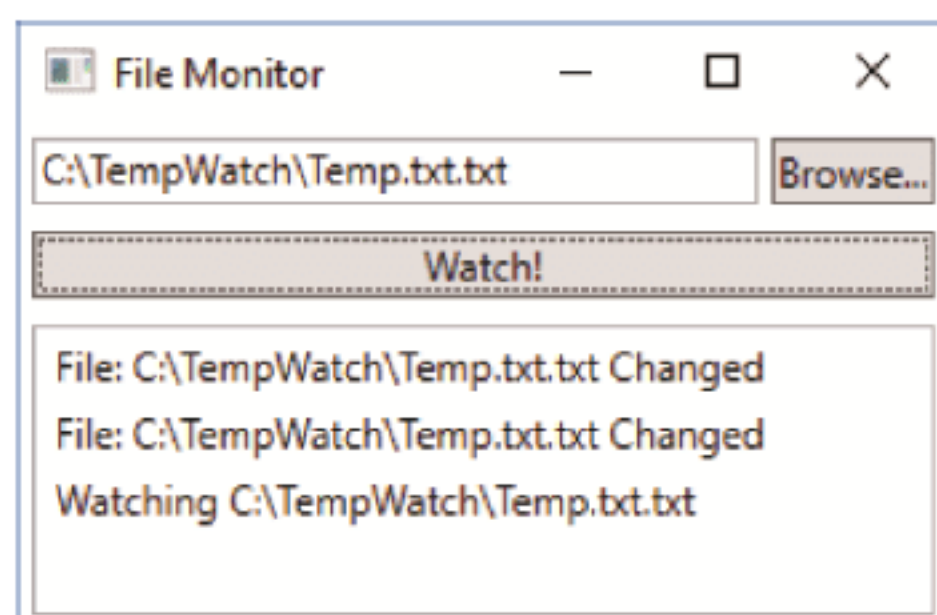 File Monitor
C:\TempWatch\Temp.txt.txt Browse...
Watch!
File: C:\TempWatch\Temp.txt.txt Changed
File: C:\TempWatch\Temp.txt.txt Changed
Watching C:\TempWatch\Temp.txt.txt